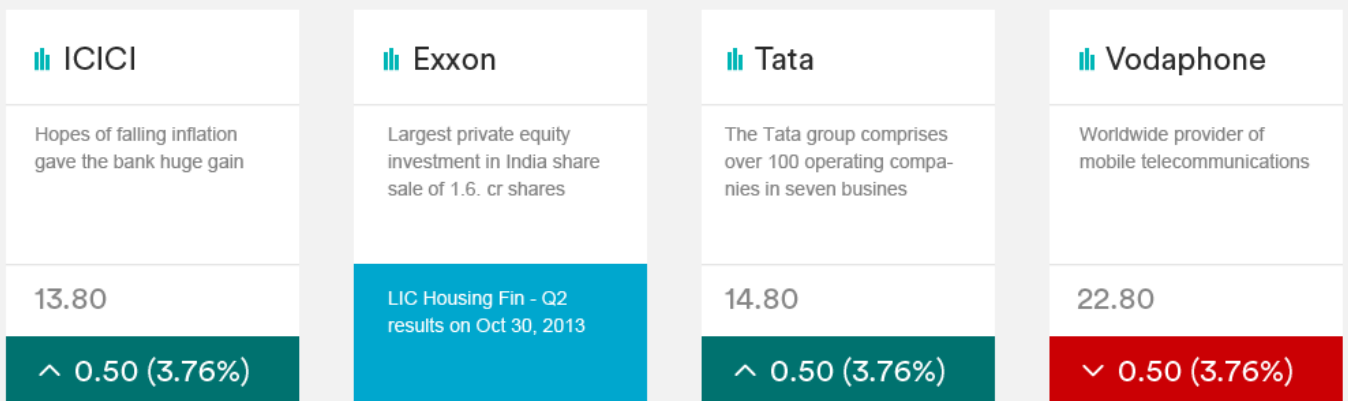 ICICI
Hopes of falling inflation
gave the bank huge gain
13.80
0.50 (3.76%)
Exxon
Largest private equity
investment in India share
sale of 1.6. cr shares
LIC Housing Fin - Q2
results on Oct 30, 2013
Tata
The Tata group comprises
over 100 operating compa-
nies in seven busines
14.80
0.50 (3.76%)
Vodaphone
Worldwide provider of
mobile telecommunications
22.80
0.50 (3.76%)